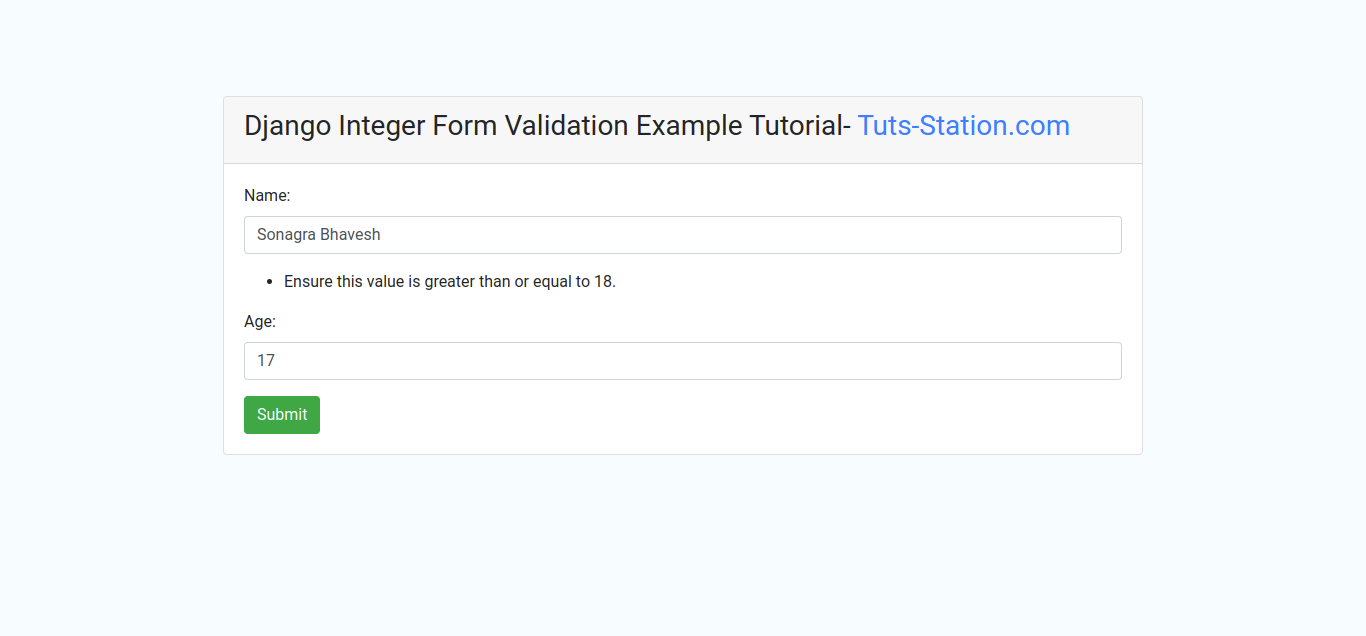 Django Integer Form Validation Example Tutorial- Tuts-Station.com
Name:
Sonagra Bhavesh
Ensure this value is greater than or equal to 18.
Age:
17
Submit